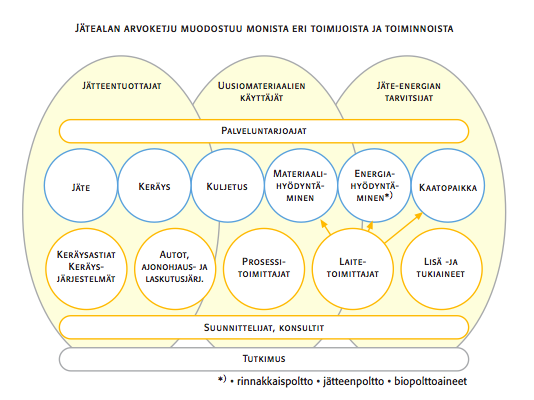 Jätealan arvoketju muodostuu monista eri toimijoista ja toiminnoista
Jätteentuottajat
Uusiomateriaalien
käyttäjät
Jäte-energian
tarvitsijat
Palveluntarjoajat
Jäte
Keräys
Kuljetus
Materiaali-
hyödyntä-
minen
Energia-
hyödyntä-
minen*)
Kaatopaikka
Keräysastiat
Keräys-
järjestelmät
Autot,
ajonohjaus- ja
laskutusjärj.
Prosessi-
toimittajat
Laite-
toimittajat
Lisä -ja
tukiaineet
Suunnittelijat, konsultit
Tutkimus
*) • rinnakkaispoltto • jätteenpoltto • biopolttoaineet